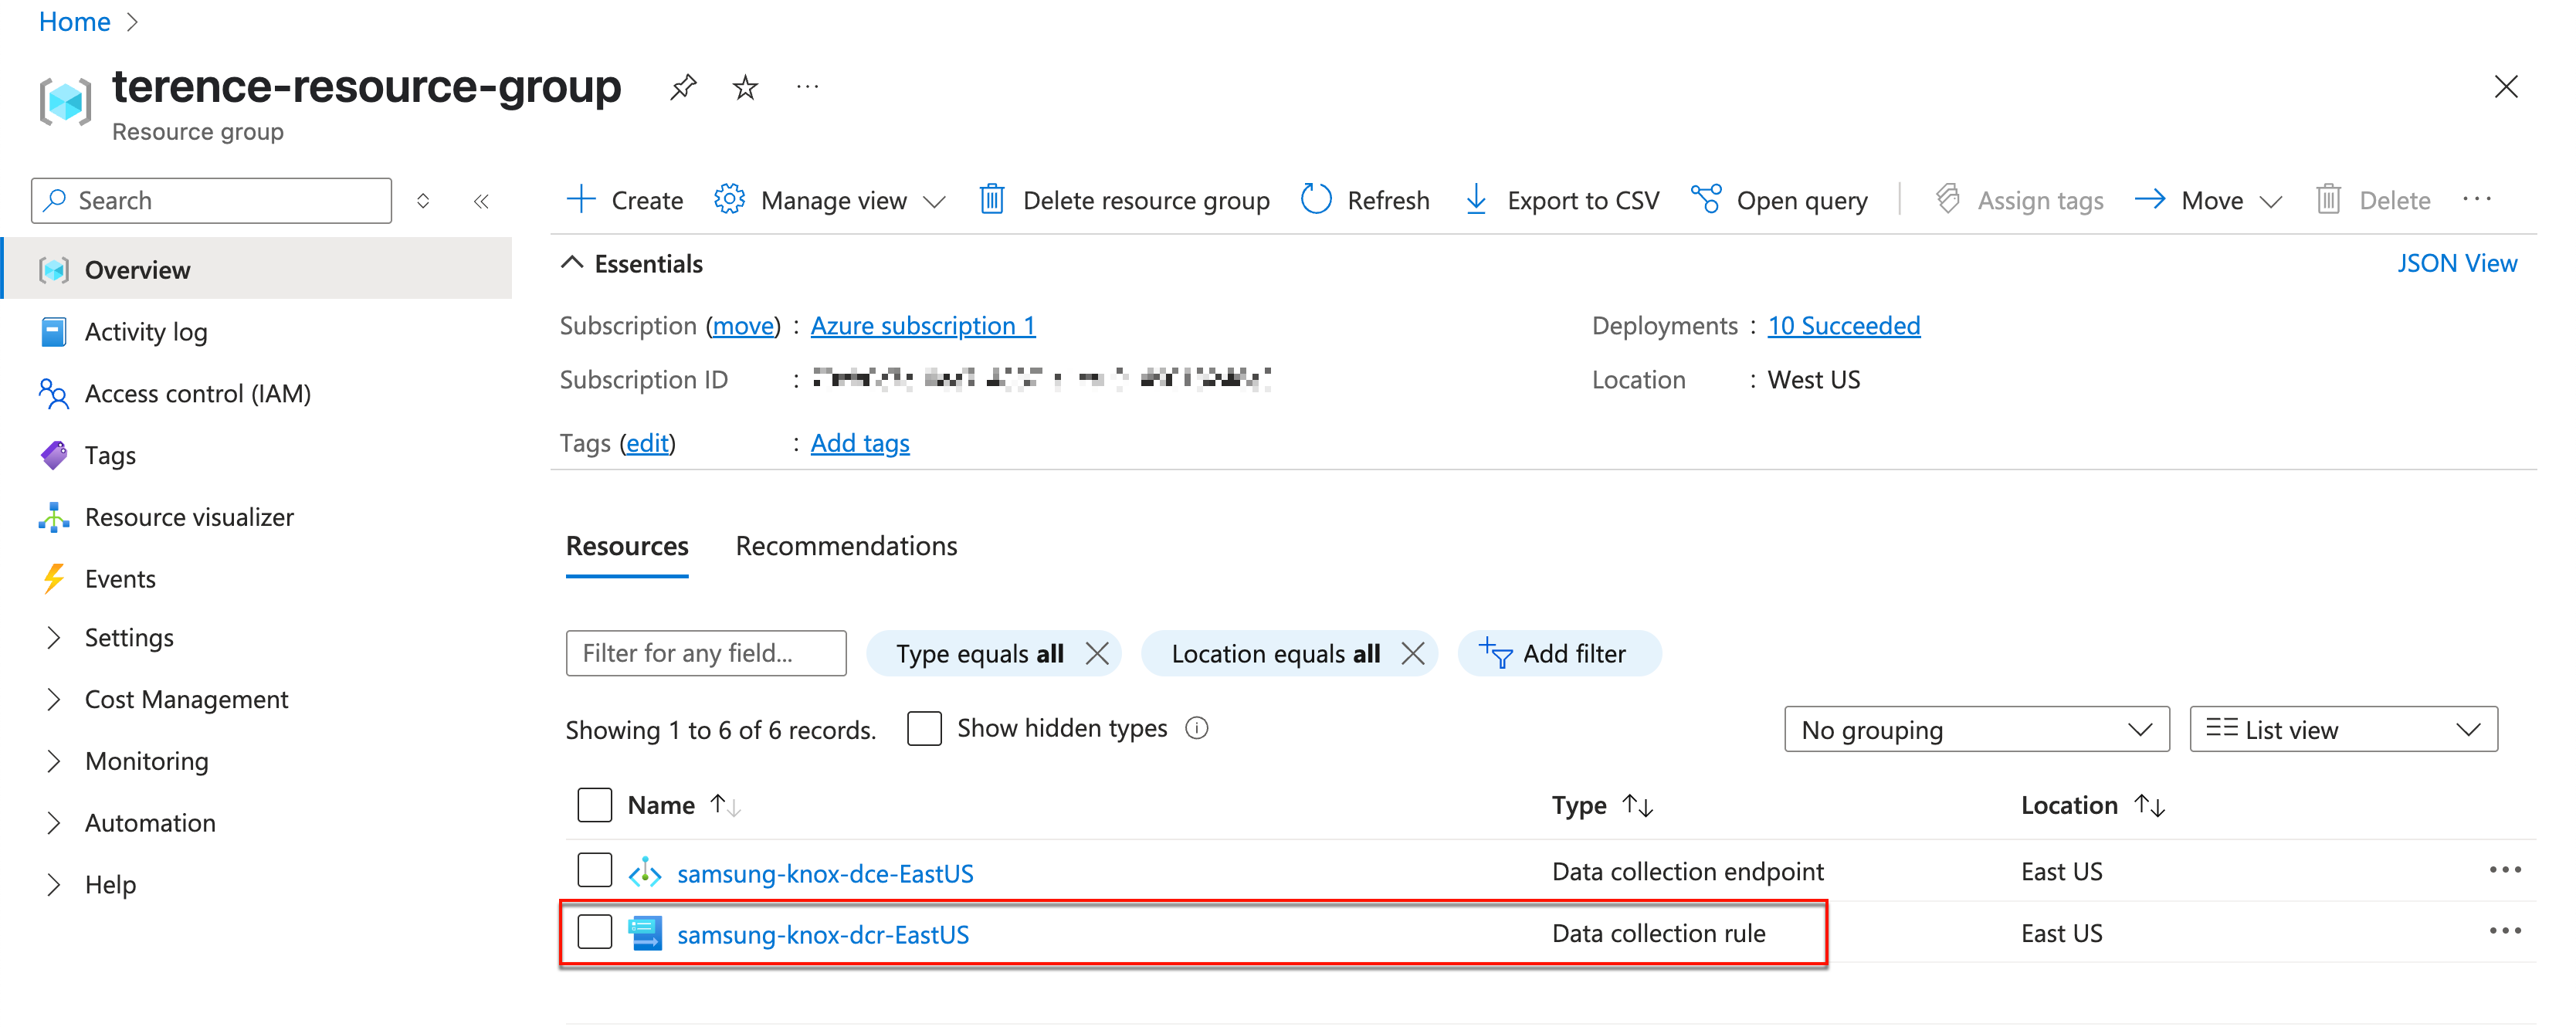 Home
terence-resource-group
Resource group
Search
Overview
Activity log
Access control (IAM)
Tags
Resource visualizer
Events
Settings
Cost Management
Monitoring
Automation
Help
Create Manage view Delete resource group Refresh Export to CSV Open query Assign tags Move Delete
Essentials JSON View
Subscription (move) : Azure subscription 1 Deployments : 10 Succeeded
Subscription ID : Location : West US
Tags (edit) : Add tags
Resources Recommendations
Filter for any field... Type equals all Location equals all Add filter
Showing 1 to 6 of 6 records. Show hidden types No grouping List view
Name Type Location
samsung-knox-dce-EastUS Data collection endpoint East US
samsung-knox-dcr-EastUS Data collection rule East US